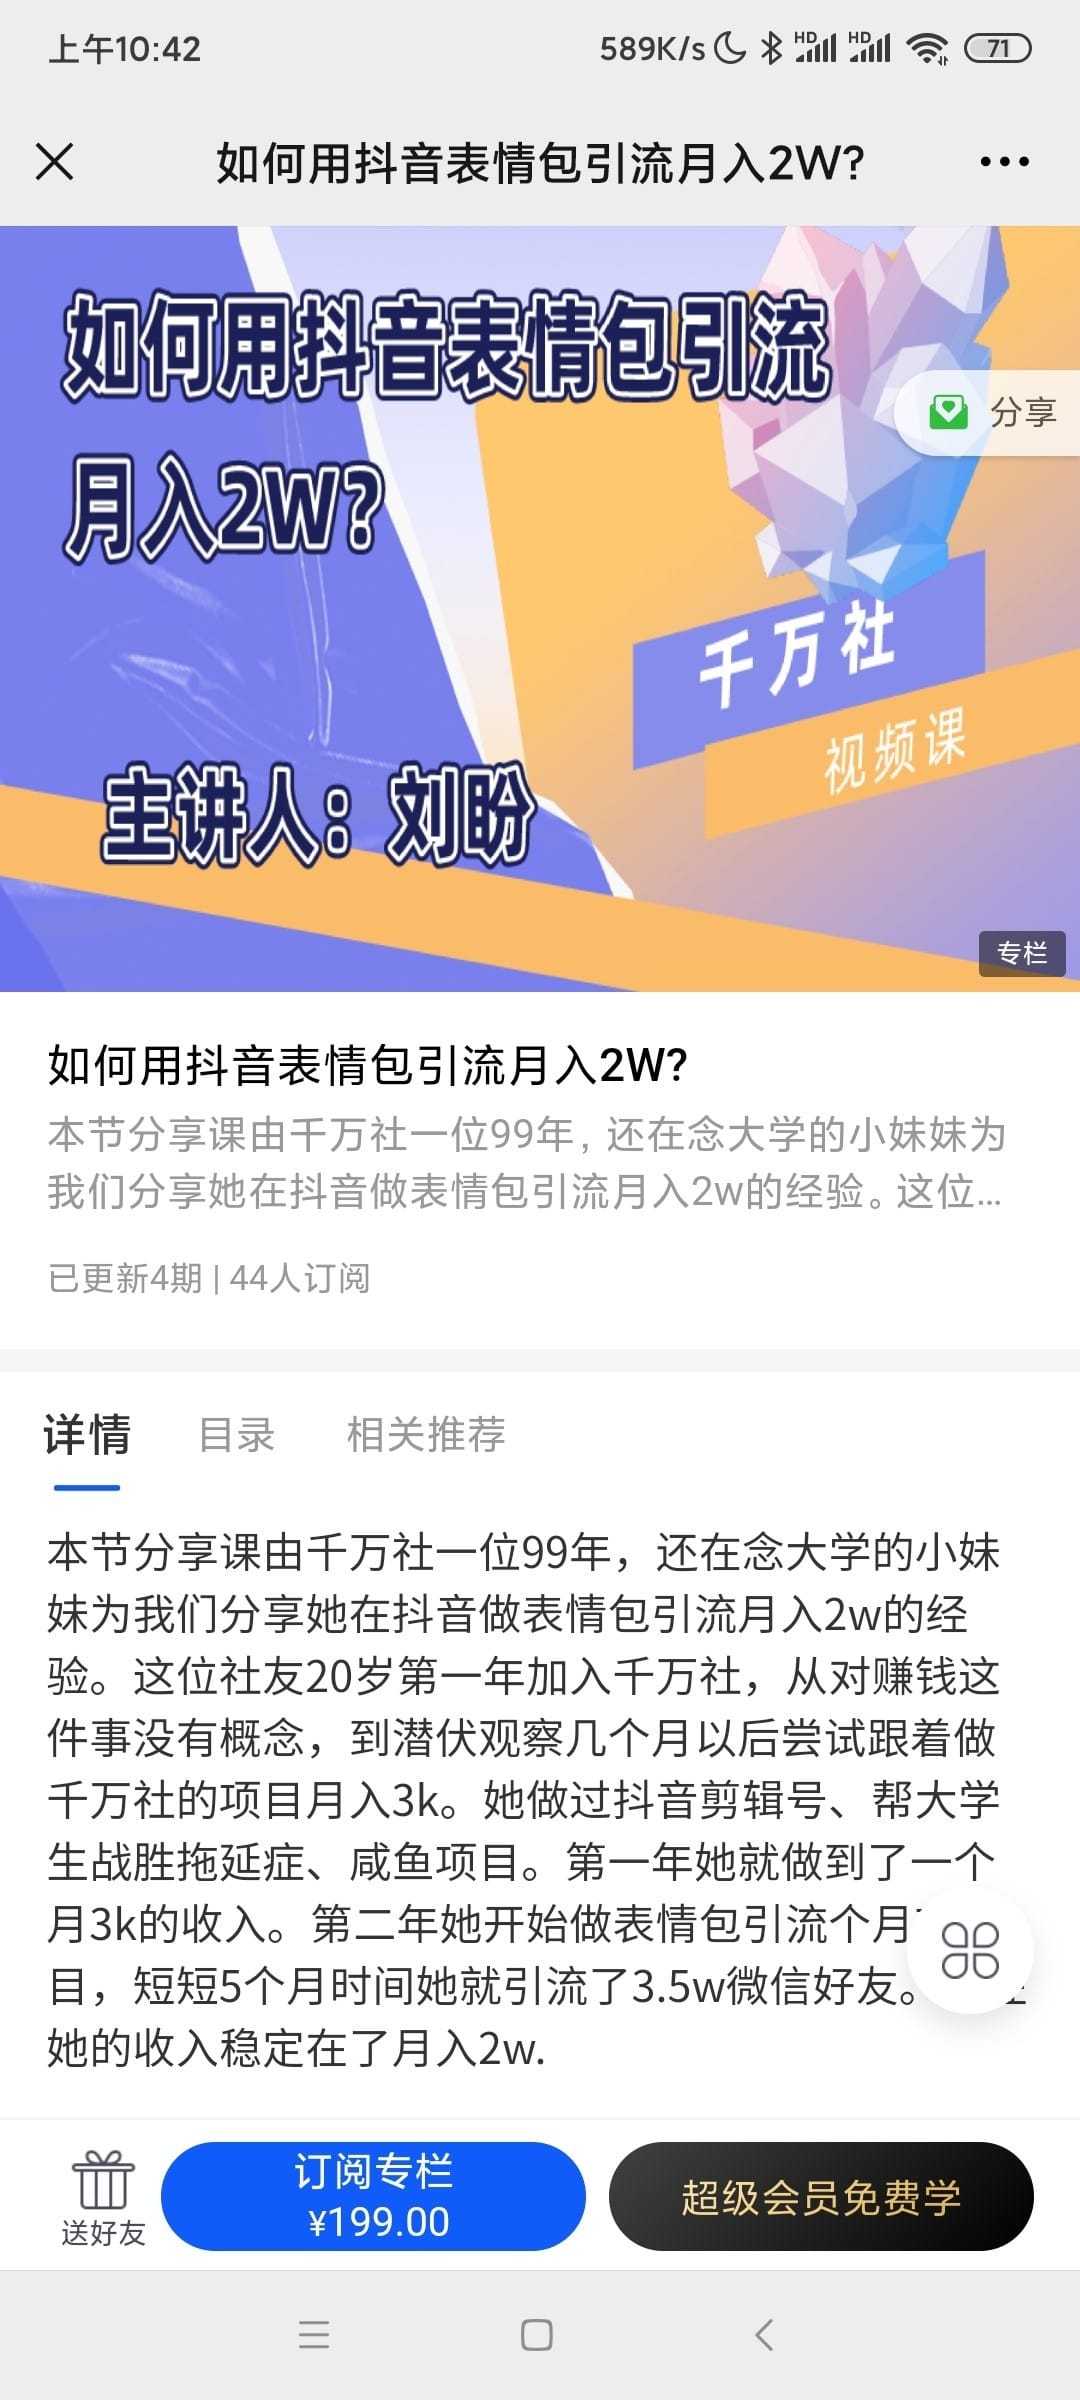 上午10:42
589K/s HD HD 71
如何用抖音表情包引流月入2W?
如何用抖音表情包引流
月入2W?
分享
千万社
视频课
主讲人：刘盼
专栏
如何用抖音表情包引流月入2W?
本节分享课由千万社一位99年，还在念大学的小妹妹为
我们分享她在抖音做表情包引流月入2w的经验。这位...
已更新4期 | 44人订阅
详情 目录 相关推荐
本节分享课由千万社一位99年，还在念大学的小妹
妹为我们分享她在抖音做表情包引流月入2w的经
验。这位社友20岁第一年加入千万社，从对赚钱这
件事没有概念，到潜伏观察几个月以后尝试跟着做
千万社的项目月入3k。她做过抖音剪辑号、帮大学
生战胜拖延症、咸鱼项目。第一年她就做到了一个
月3k的收入。第二年她开始做表情包引流个月
目，短短5个月时间她就引流了3.5w微信好友。
她的收入稳定在了月入2w.
送好友
订阅专栏
¥199.00
超级会员免费学